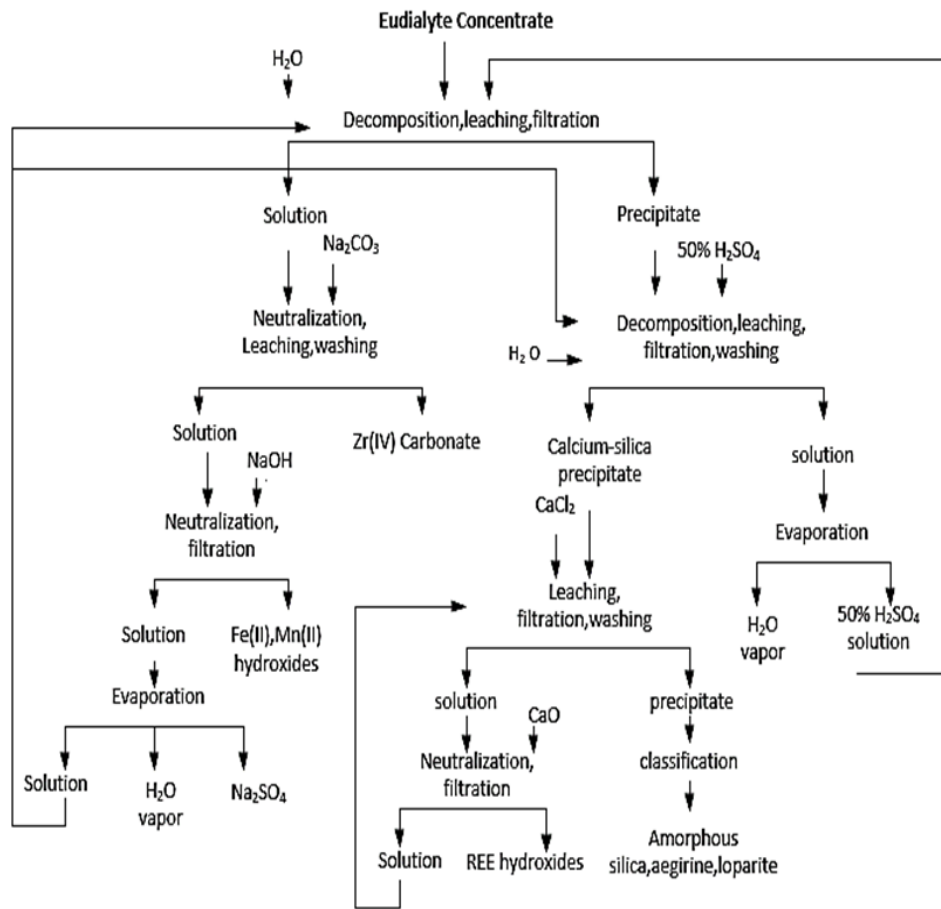 Eudialyte Concentrate
H₂O
Decomposition,leaching,filtration
Solution
Precipitate
Na₂CO₃
50% H₂SO₄
Neutralization,
Leaching,washing
Decomposition,leaching,
filtration,washing
H₂ O
Solution
Zr(IV) Carbonate
Calcium-silica
precipitate
solution
NaOH
CaCl₂
Neutralization,
filtration
Evaporation
Leaching,
filtration,washing
Solution
Fe(II),Mn(II)
hydroxides
H₂O
vapor
50% H₂SO₄
solution
Evaporation
solution
CaO
precipitate
Solution
H₂O
vapor
Na₂SO₄
Neutralization,
filtration
classification
Solution
REE hydroxides
Amorphous
silica,aegirine,loparite